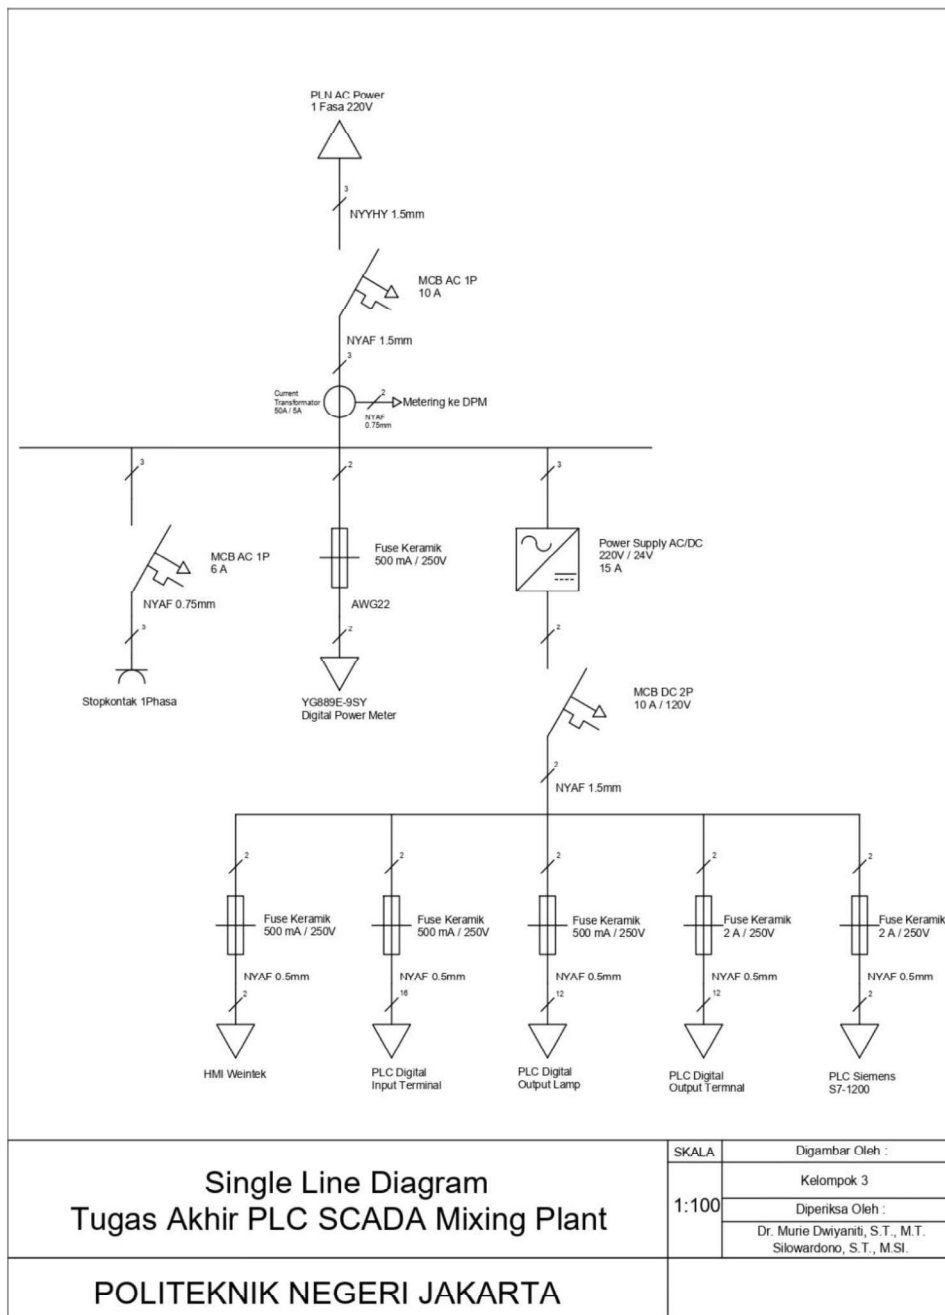 PLN AC Power
1 Fasa 220V
3
NYYHY 1.5mm
MCB AC 1P
10 A
NYAF 1.5mm
3
Current
Transformator
50A / 5A
2
Metering ke DPM
NYAF
0.75mm
3
2
3
MCB AC 1P
6 A
Fuse Keramik
500 mA / 250V
Power Supply AC/DC
220V / 24V
15 A
NYAF 0.75mm
AWG22
3
2
2
Stopkontak 1Phasa
YG889E-9SY
Digital Power Meter
MCB DC 2P
10 A / 120V
2
NYAF 1.5mm
2
2
2
2
2
Fuse Keramik
500 mA / 250V
Fuse Keramik
500 mA / 250V
Fuse Keramik
500 mA / 250V
Fuse Keramik
2 A / 250V
Fuse Keramik
2 A / 250V
NYAF 0.5mm
NYAF 0.5mm
NYAF 0.5mm
NYAF 0.5mm
NYAF 0.5mm
2
16
12
12
2
HMI Weintek
PLC Digital
Input Terminal
PLC Digital
Output Lamp
PLC Digital
Output Termnal
PLC Siemens
S7-1200
Single Line Diagram
Tugas Akhir PLC SCADA Mixing Plant
SKALA
1:100
Digambar Oleh :
Kelompok 3
Diperiksa Oleh :
Dr. Murie Dwiyaniti, S.T., M.T.
Silowardono, S.T., M.SI.
POLITEKNIK NEGERI JAKARTA